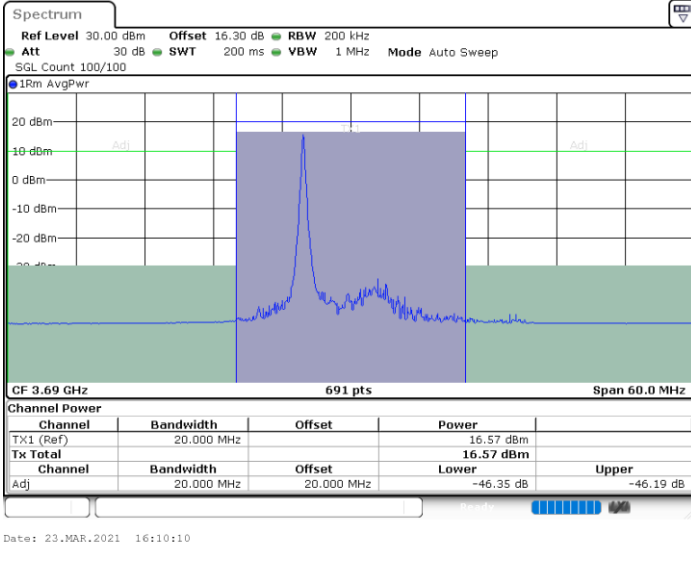 Spectrum
Ref Level 30.00 dBm Offset 16.30 dB RBW 200 kHz
Att 30 dB SWT 200 ms VBW 1 MHz Mode Auto Sweep
SGL Count 100/100
1Rm AvgPwr
20 dBm
TX1
Adj Adj
10 dBm
0 dBm
-10 dBm
-20 dBm
-30 dBm
CF 3.69 GHz 691 pts Span 60.0 MHz
Channel Power
Channel Bandwidth Offset Power
TX1 (Ref) 20.000 MHz 16.57 dBm
Tx Total 16.57 dBm
Channel Bandwidth Offset Lower Upper
Adj 20.000 MHz 20.000 MHz -46.35 dB -46.19 dB
Ready
Date: 23.MAR.2021 16:10:10